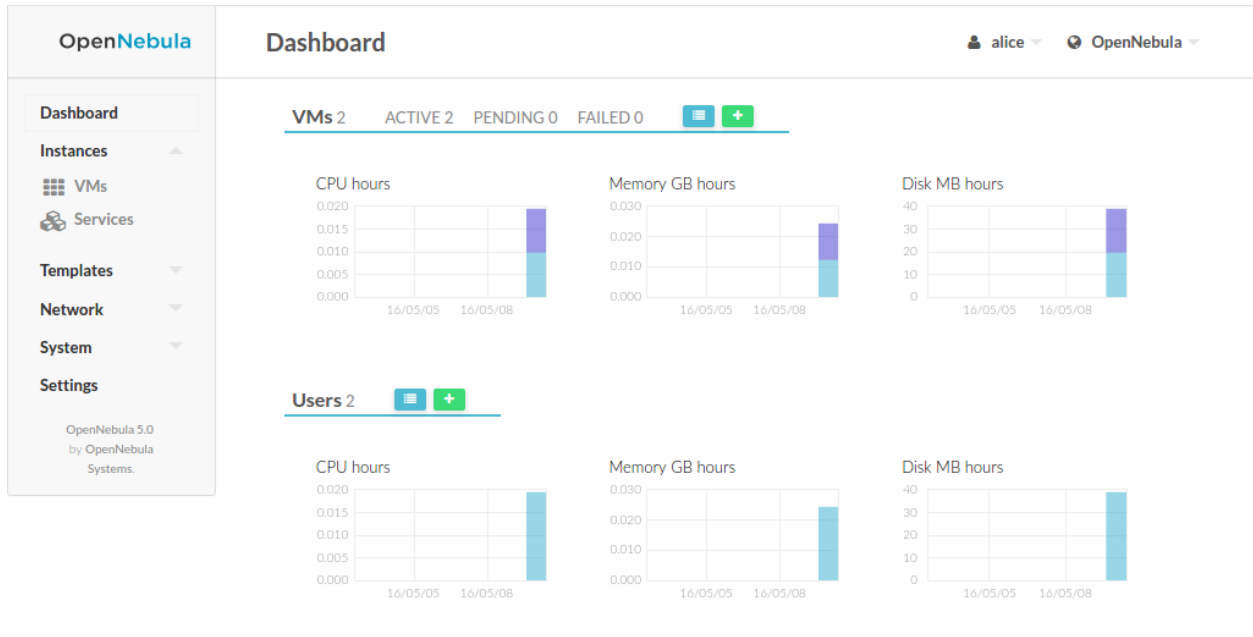 OpenNebula
Dashboard
alice
OpenNebula
Dashboard
Instances
VMs
Services
Templates
Network
System
Settings
OpenNebula 5.0
by OpenNebula
Systems.
VMs 2 ACTIVE 2 PENDING 0 FAILED 0
CPU hours
0.020
0.015
0.010
0.005
0.000
16/05/05 16/05/08
Memory GB hours
0.030
0.020
0.010
0.000
16/05/05 16/05/08
Disk MB hours
40
30
20
10
0
16/05/05 16/05/08
Users 2
CPU hours
0.020
0.015
0.010
0.005
0.000
16/05/05 16/05/08
Memory GB hours
0.030
0.020
0.010
0.000
16/05/05 16/05/08
Disk MB hours
40
30
20
10
0
16/05/05 16/05/08